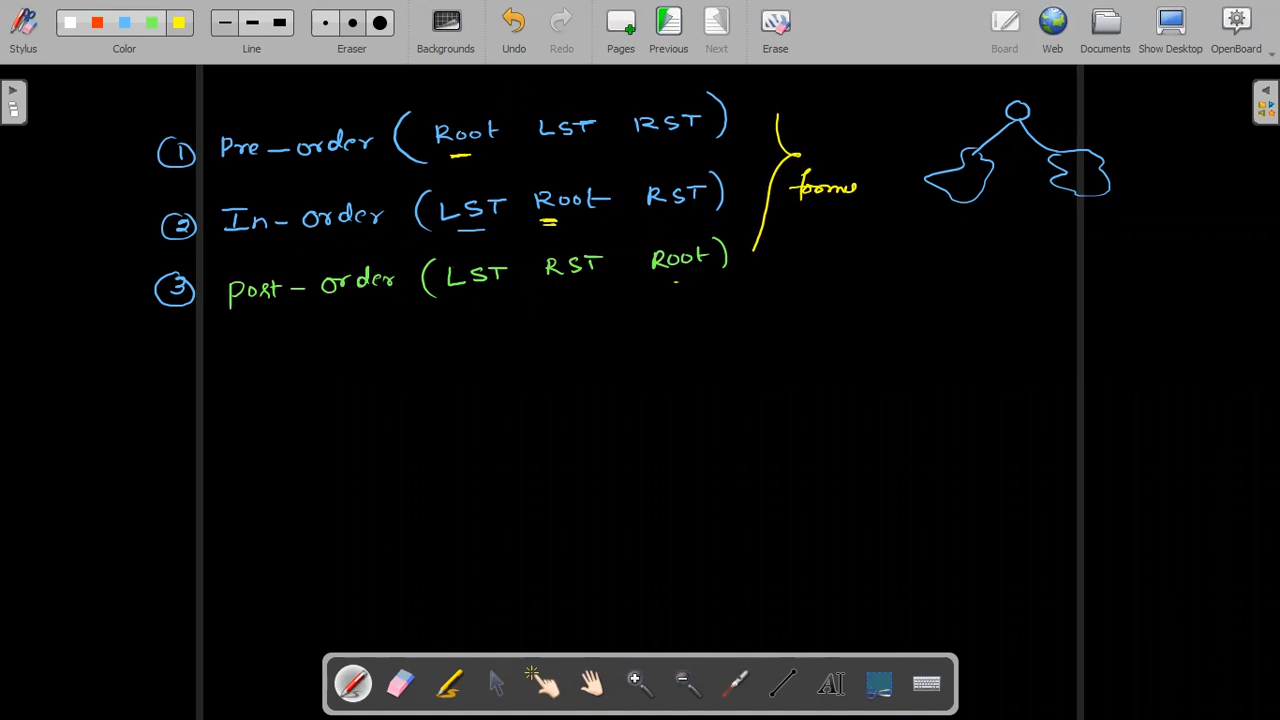 Stylus Color Line Eraser Backgrounds Undo Redo Pages Previous Next Erase Board Web Documents Show Desktop OpenBoard
1 Pre-order (Root LST RST)
2 In-order (LST Root RST)
3 Post-order (LST RST Root)